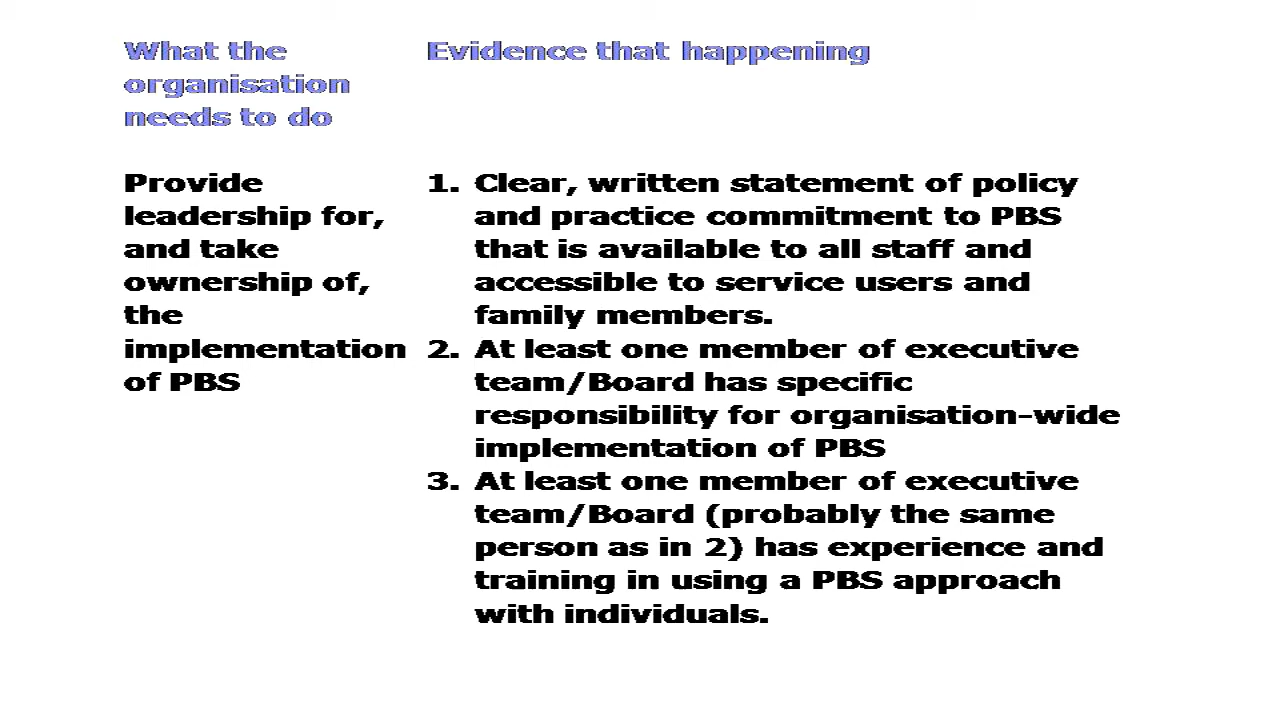 What the
organisation
needs to do
Evidence that happening
Provide
leadership for,
and take
ownership of,
the
implementation
of PBS
1. Clear, written statement of policy
and practice commitment to PBS
that is available to all staff and
accessible to service users and
family members.
2. At least one member of executive
team/Board has specific
responsibility for organisation-wide
implementation of PBS
3. At least one member of executive
team/Board (probably the same
person as in 2) has experience and
training in using a PBS approach
with individuals.